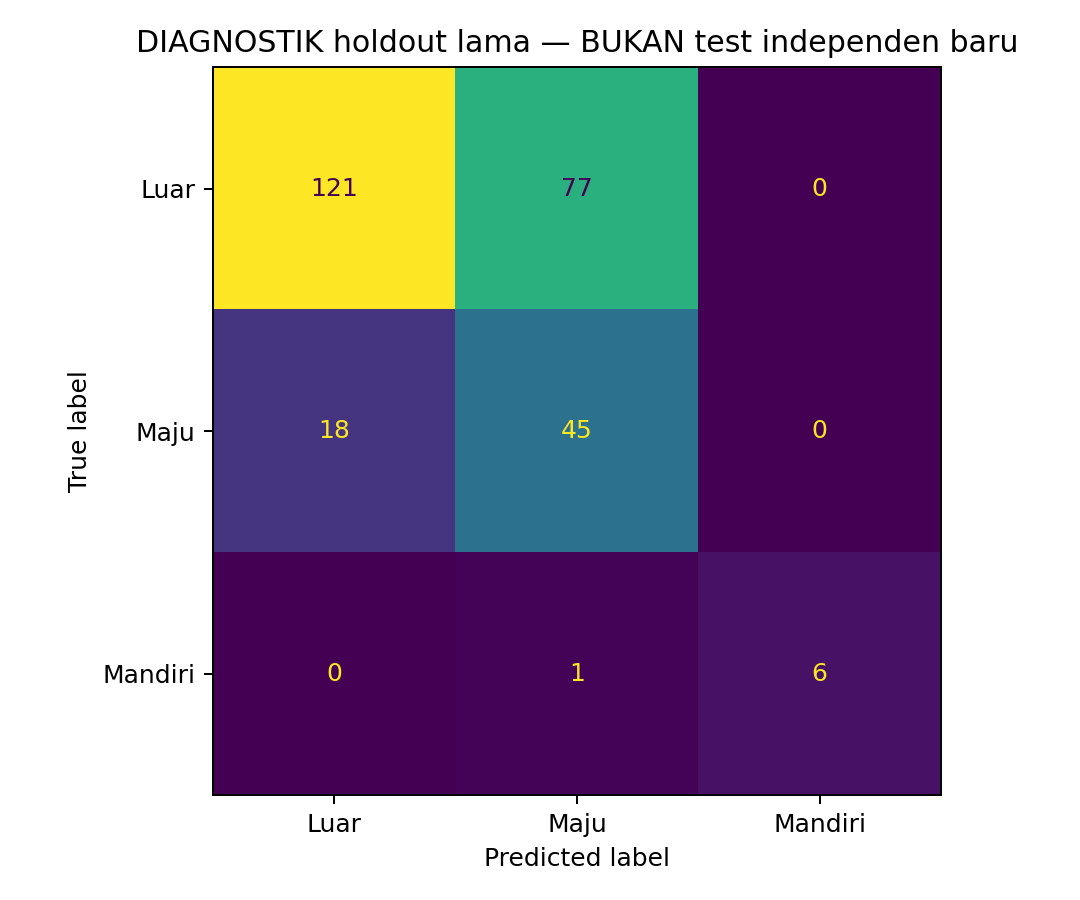 DIAGNOSTIK holdout lama — BUKAN test independen baru
Luar 121 77 0
Maju 18 45 0
Mandiri 0 1 6
True label
Luar Maju Mandiri
Predicted label